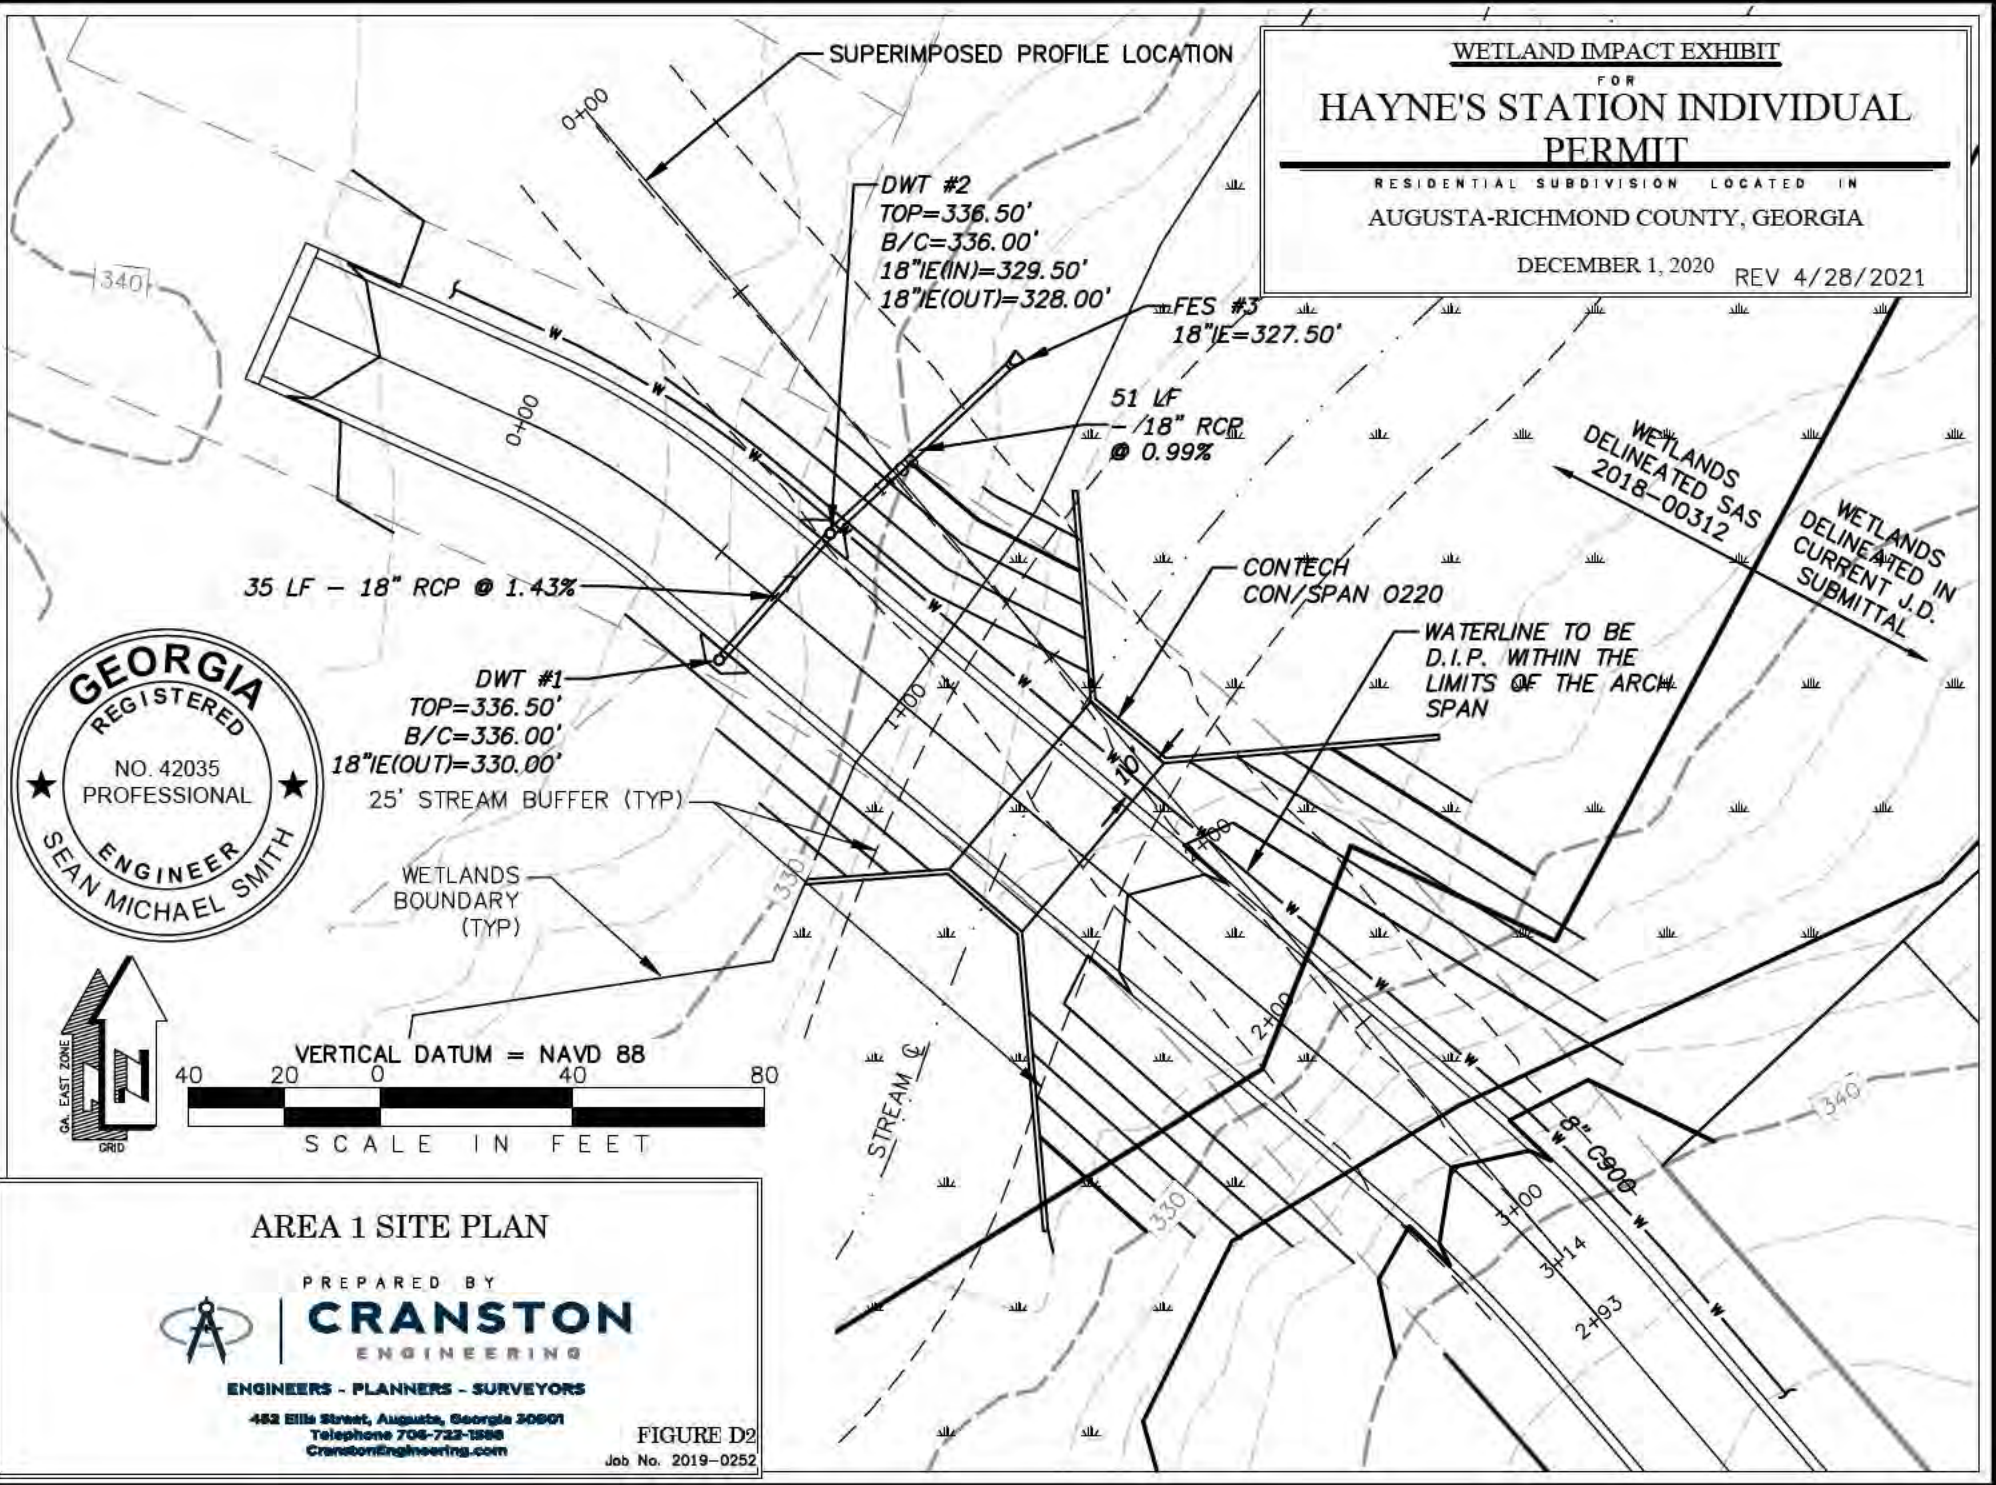 SUPERIMPOSED PROFILE LOCATION
WETLAND IMPACT EXHIBIT
FOR
HAYNE'S STATION INDIVIDUAL
PERMIT
RESIDENTIAL SUBDIVISION LOCATED IN
AUGUSTA-RICHMOND COUNTY, GEORGIA
DECEMBER 1, 2020
REV 4/28/2021
0+00
DWT #2
TOP=336.50'
B/C=336.00'
18"IE(IN)=329.50'
18"IE(OUT)=328.00'
FES #3
18"IE=327.50'
340
51 LF
- 18" RCP
@ 0.99%
0+00
WETLANDS
DELINEATED SAS
2018-00312
WETLANDS
DELINEATED IN
CURRENT J.D.
SUBMITTAL
35 LF - 18" RCP @ 1.43%
CONTECH
CON/SPAN O220
WATERLINE TO BE
D.I.P. WITHIN THE
LIMITS OF THE ARCH
SPAN
DWT #1
TOP=336.50'
B/C=336.00'
18"IE(OUT)=330.00'
25' STREAM BUFFER (TYP)
1+00
10'
WETLANDS
BOUNDARY
(TYP)
330
GEORGIA
REGISTERED
NO. 42035
PROFESSIONAL
ENGINEER
SEAN MICHAEL SMITH
2+00
STREAM ℄
330
340
8" C900
3+00
3+14
2+93
W W W W W W W W W W W W W W
GA. EAST ZONE
GRID
VERTICAL DATUM = NAVD 88
40 20 0 40 80
SCALE IN FEET
AREA 1 SITE PLAN
PREPARED BY
CRANSTON
ENGINEERING
ENGINEERS - PLANNERS - SURVEYORS
452 Ellis Street, Augusta, Georgia 30901
Telephone 706-722-1588
CranstonEngineering.com
FIGURE D2
Job No. 2019-0252